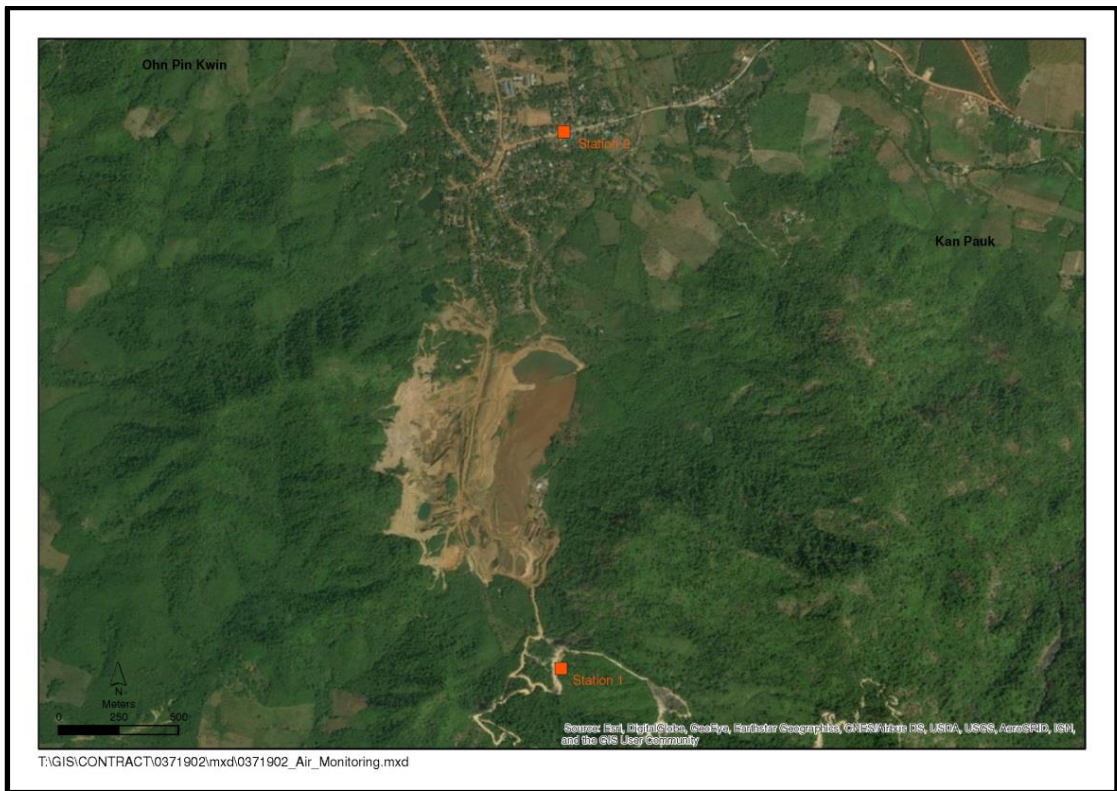 Ohn Pin Kwin
Station 2
Kan Pauk
Station 1
N
Meters
0 250 500
Source: Esri, DigitalGlobe, GeoEye, Earthstar Geographics, CNES/Airbus DS, USDA, USGS, AeroGRID, IGN,
and the GIS User Community
T:\GIS\CONTRACT\0371902\mxd\0371902_Air_Monitoring.mxd